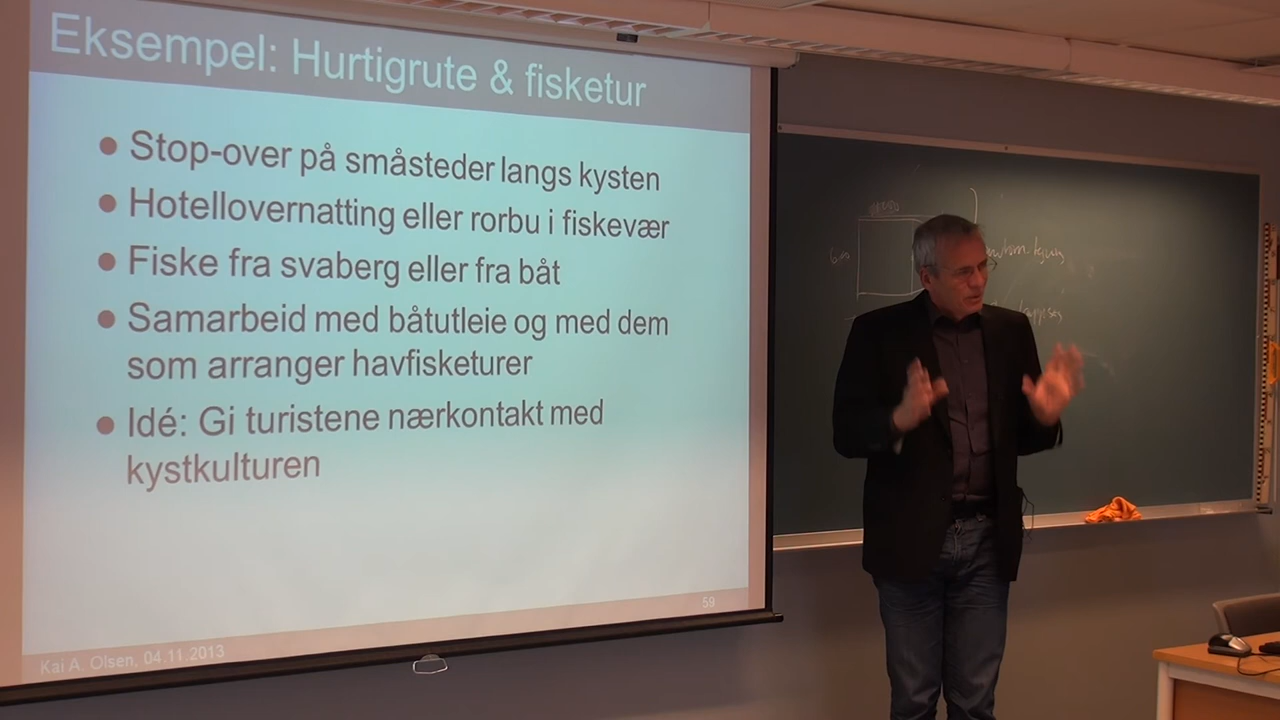 Eksempel: Hurtigrute & fisketur
Stop-over på småsteder langs kysten
Hotellovernatting eller rorbu i fiskevær
Fiske fra svaberg eller fra båt
Samarbeid med båtutleie og med dem
som arranger havfisketurer
Idé: Gi turistene nærkontakt med
kystkulturen
59
Kai A. Olsen, 04.11.2013